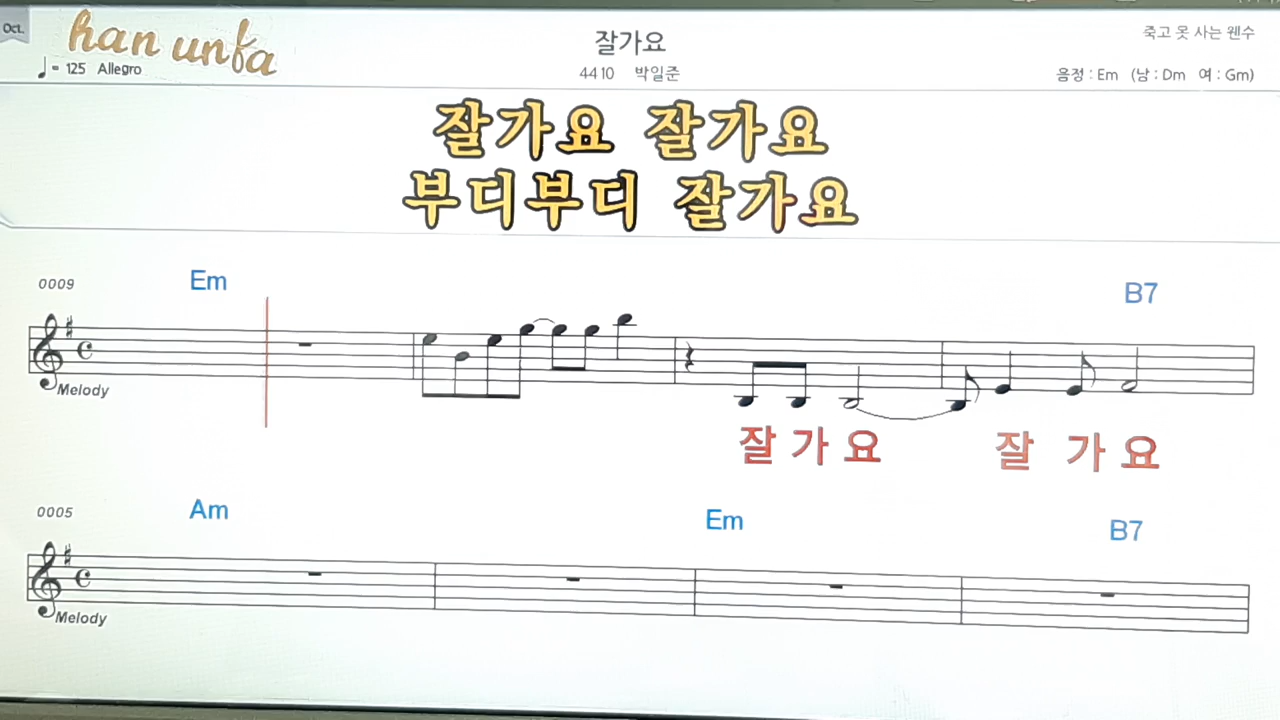 Oct.
han unfa
♩= 125 Allegro
잘가요
4410 박일준
죽고 못 사는 웬수
음정 : Em (남 : Dm 여 : Gm)
잘가요 잘가요
부디부디 잘가요
0009 Em B7
Melody
잘 가 요 잘 가 요
0005 Am Em B7
Melody